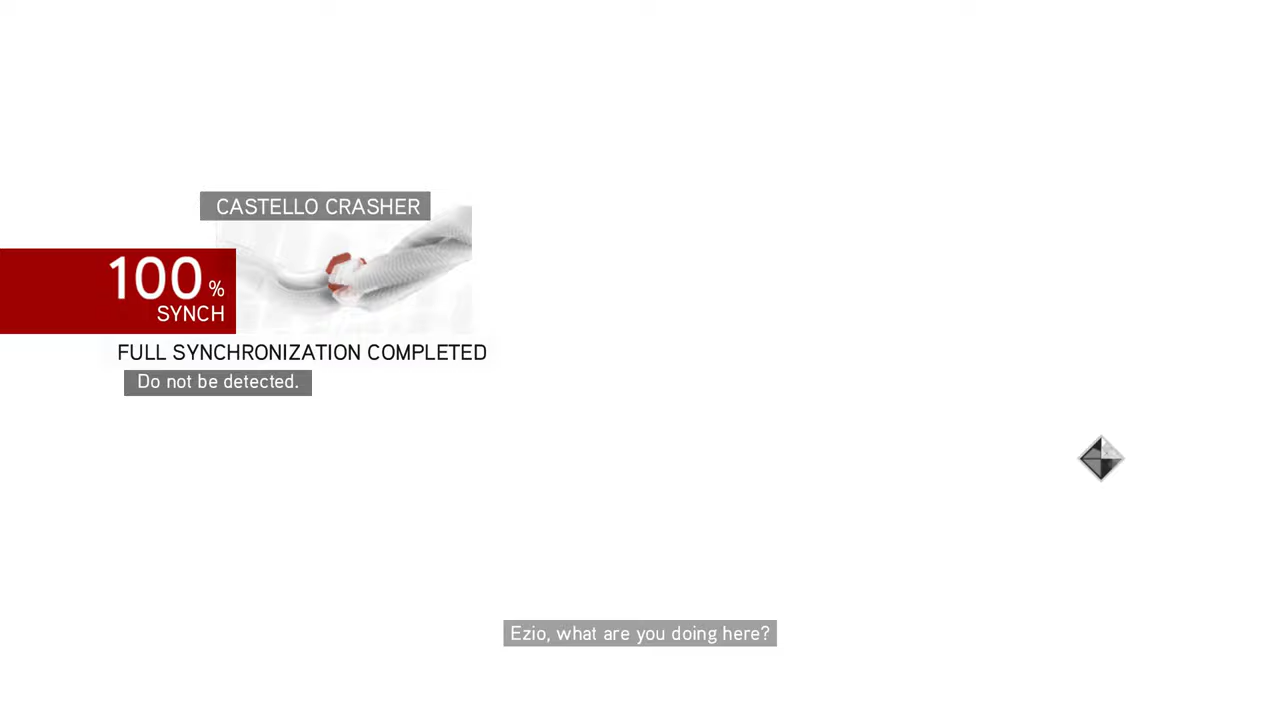 CASTELLO CRASHER
100 %
SYNCH
FULL SYNCHRONIZATION COMPLETED
Do not be detected.
Ezio, what are you doing here?